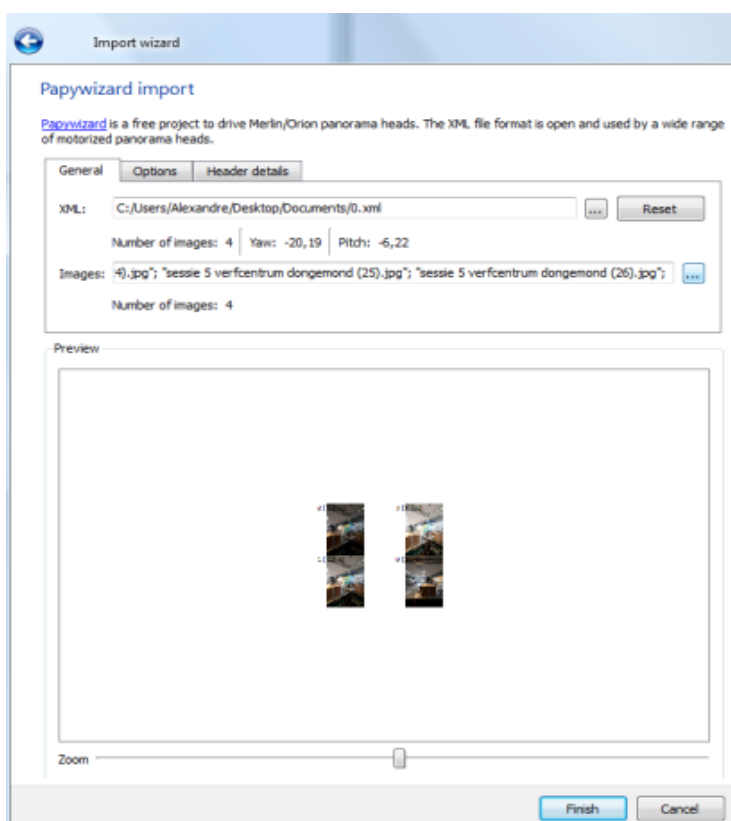 Import wizard
Papywizard import
Papywizard is a free project to drive Merlin/Orion panorama heads. The XML file format is open and used by a wide range
of motorized panorama heads.
General Options Header details
XML: C:/Users/Alexandre/Desktop/Documents/0.xml ... Reset
Number of images: 4 Yaw: -20,19 Pitch: -6,22
Images: 4).jpg"; "sessie 5 verfcentrum dongemond (25).jpg"; "sessie 5 verfcentrum dongemond (26).jpg"; ...
Number of images: 4
Preview
Zoom
Finish Cancel